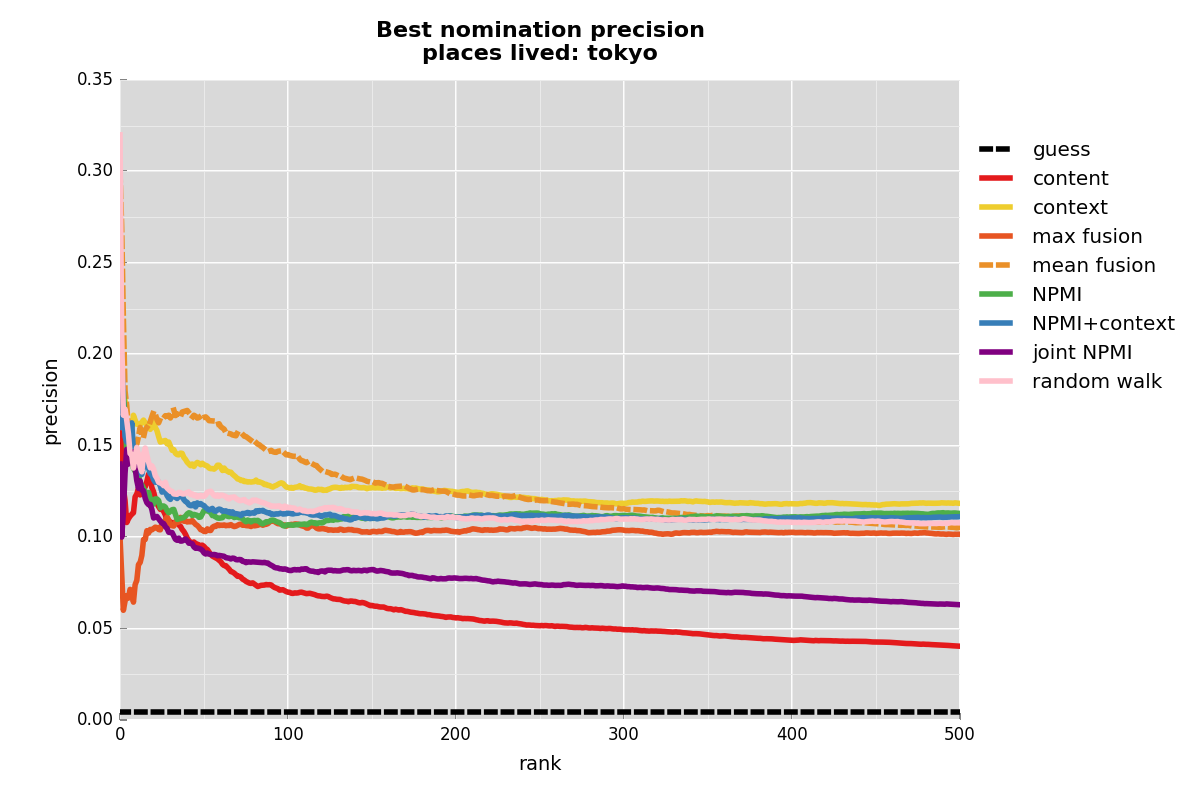 Best nomination precision
places lived: tokyo
precision
0.35
0.30
0.25
0.20
0.15
0.10
0.05
0.00
0 100 200 300 400 500
rank
guess
content
context
max fusion
mean fusion
NPMI
NPMI+context
joint NPMI
random walk